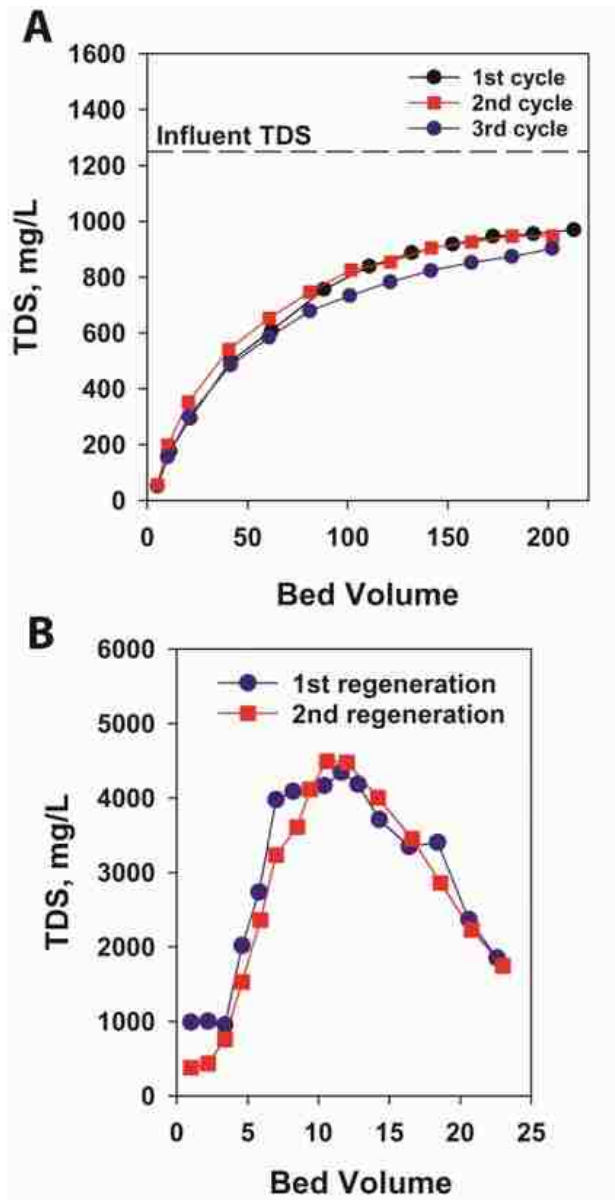 A
1600
1st cycle
1400
2nd cycle
3rd cycle
Influent TDS
1200
1000
800
600
400
200
0
TDS, mg/L
0 50 100 150 200
Bed Volume
B
6000
1st regeneration
2nd regeneration
5000
4000
3000
2000
1000
0
TDS, mg/L
0 5 10 15 20 25
Bed Volume